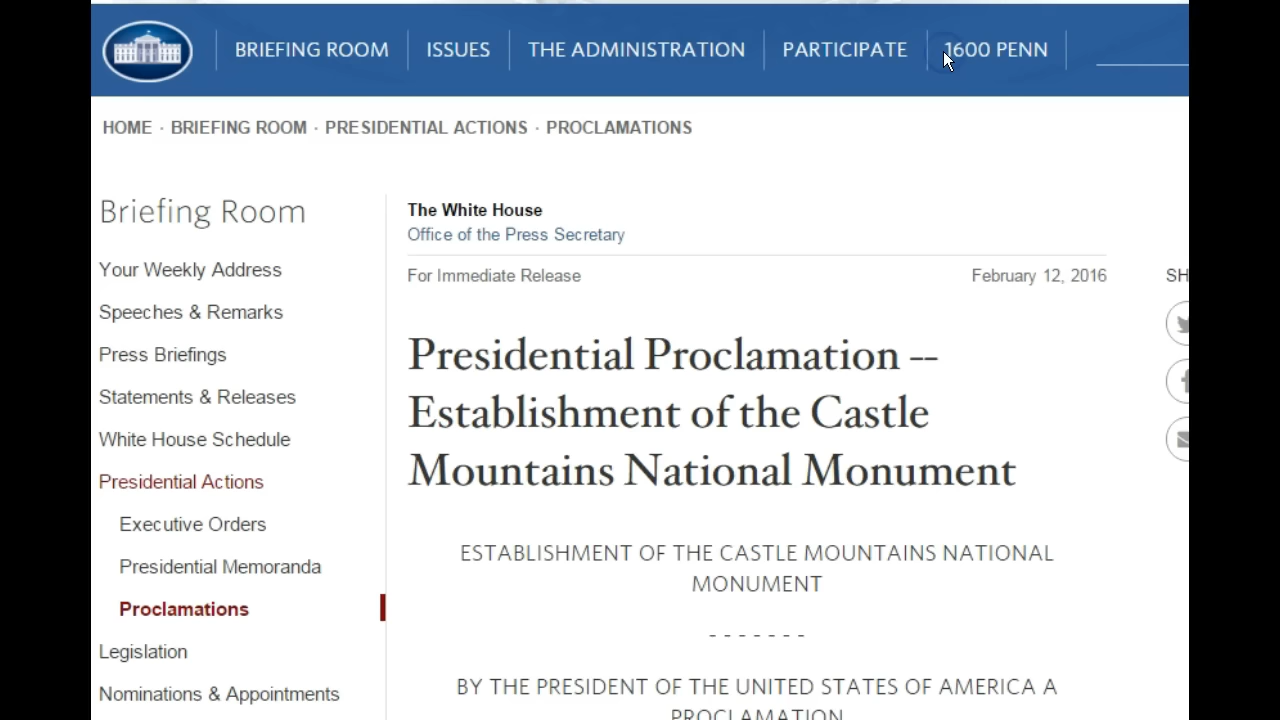 BRIEFING ROOM ISSUES THE ADMINISTRATION PARTICIPATE 1600 PENN
HOME · BRIEFING ROOM · PRESIDENTIAL ACTIONS · PROCLAMATIONS
Briefing Room
Your Weekly Address
Speeches & Remarks
Press Briefings
Statements & Releases
White House Schedule
Presidential Actions
Executive Orders
Presidential Memoranda
Proclamations
Legislation
Nominations & Appointments
The White House
Office of the Press Secretary
For Immediate Release February 12, 2016
SH
Presidential Proclamation --
Establishment of the Castle
Mountains National Monument
ESTABLISHMENT OF THE CASTLE MOUNTAINS NATIONAL
MONUMENT
- - - - - - -
BY THE PRESIDENT OF THE UNITED STATES OF AMERICA A
PROCLAMATION